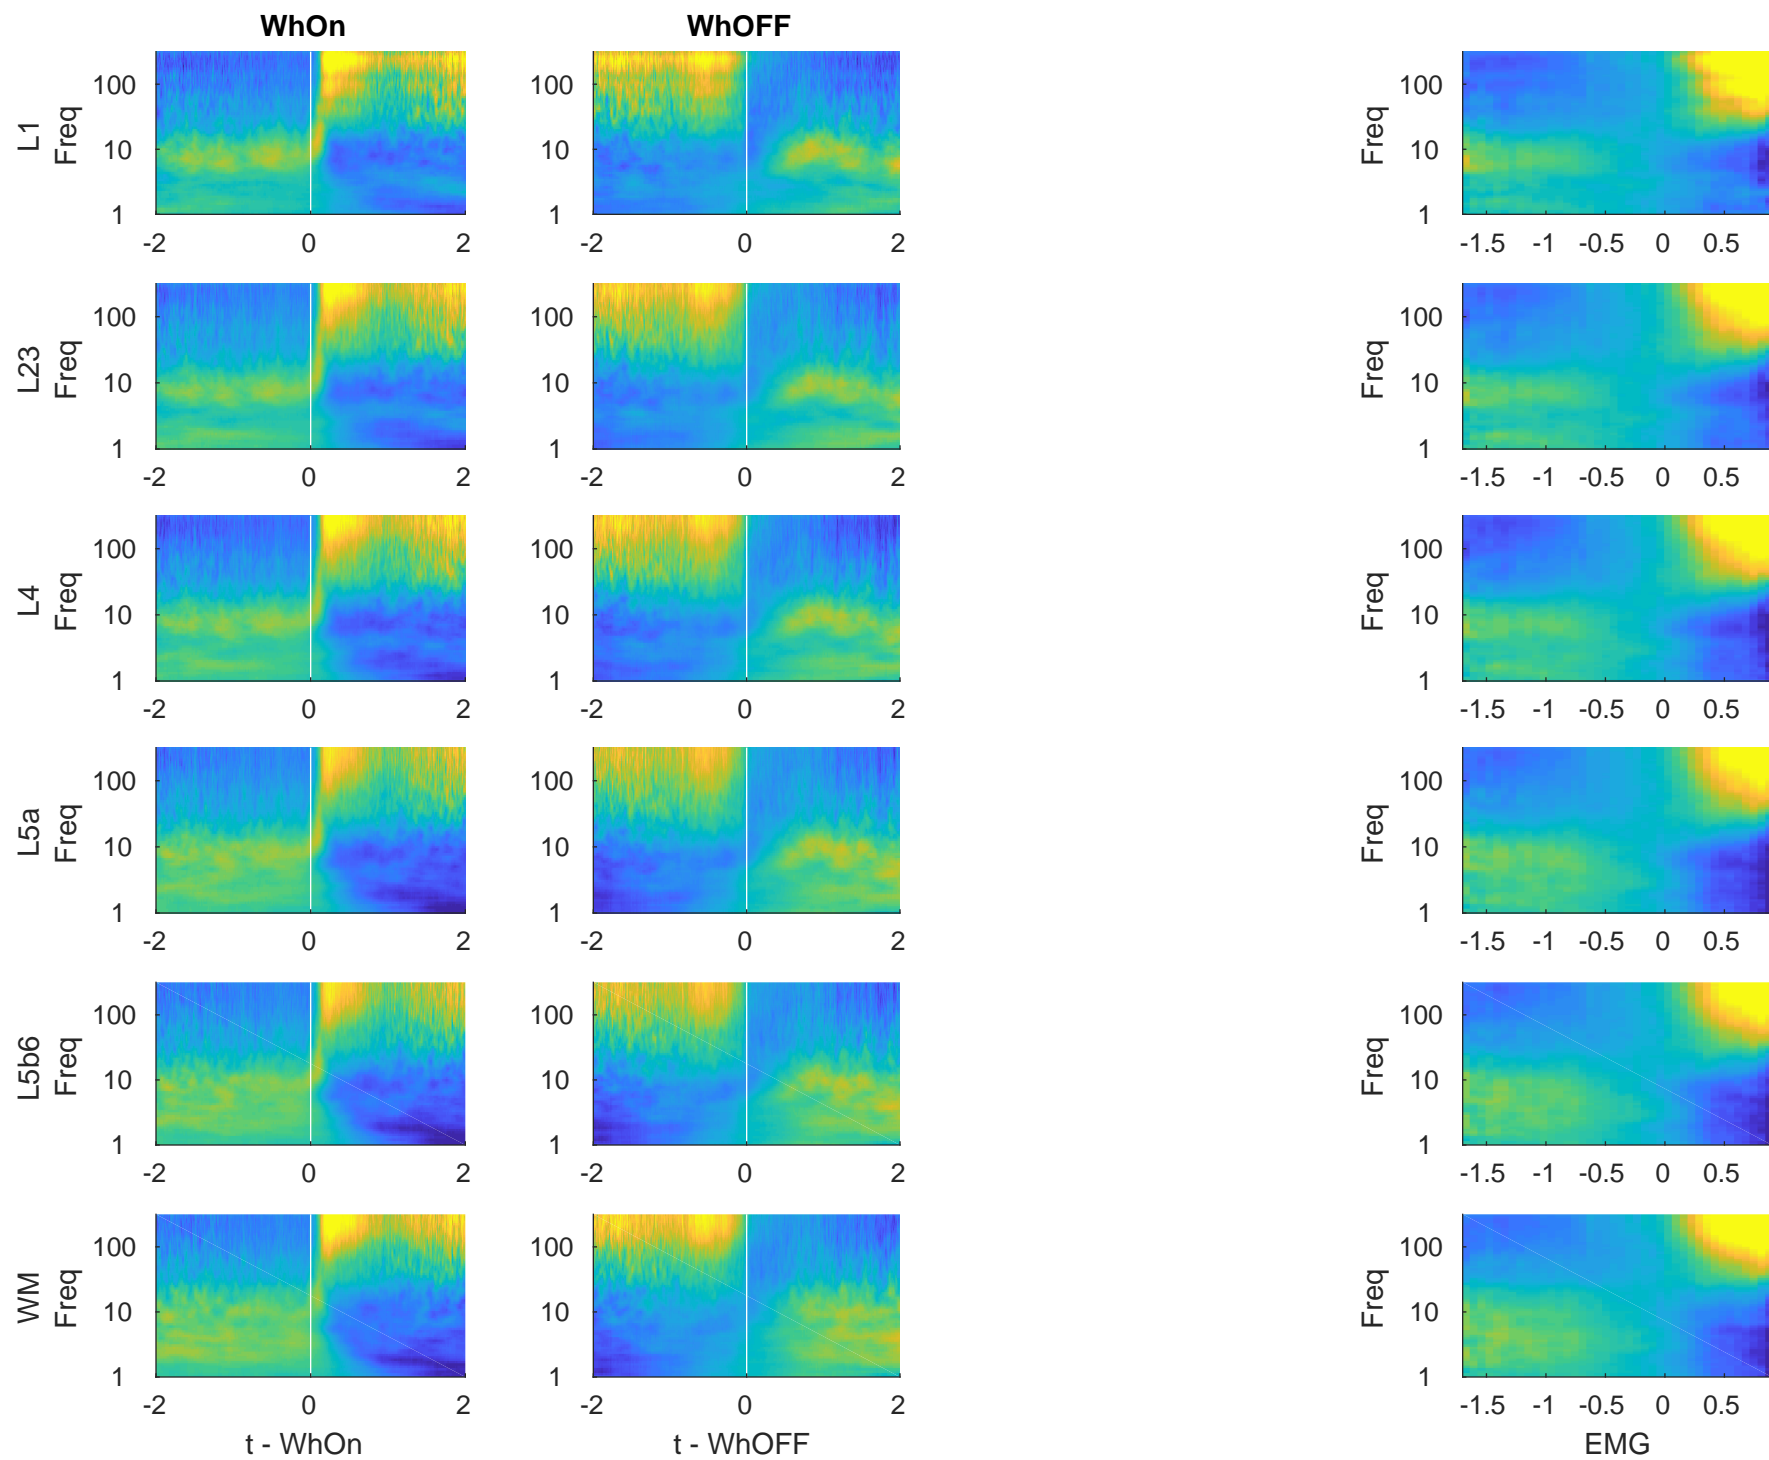 WhOn WhOFF
L1 Freq 100 10 1 100 10 1 Freq 100 10 1
-2 0 2 -2 0 2 -1.5 -1 -0.5 0 0.5
L23 Freq 100 10 1 100 10 1 Freq 100 10 1
-2 0 2 -2 0 2 -1.5 -1 -0.5 0 0.5
L4 Freq 100 10 1 100 10 1 Freq 100 10 1
-2 0 2 -2 0 2 -1.5 -1 -0.5 0 0.5
L5a Freq 100 10 1 100 10 1 Freq 100 10 1
-2 0 2 -2 0 2 -1.5 -1 -0.5 0 0.5
L5b6 Freq 100 10 1 100 10 1 Freq 100 10 1
-2 0 2 -2 0 2 -1.5 -1 -0.5 0 0.5
WM Freq 100 10 1 100 10 1 Freq 100 10 1
-2 0 2 -2 0 2 -1.5 -1 -0.5 0 0.5
t - WhOn t - WhOFF EMG